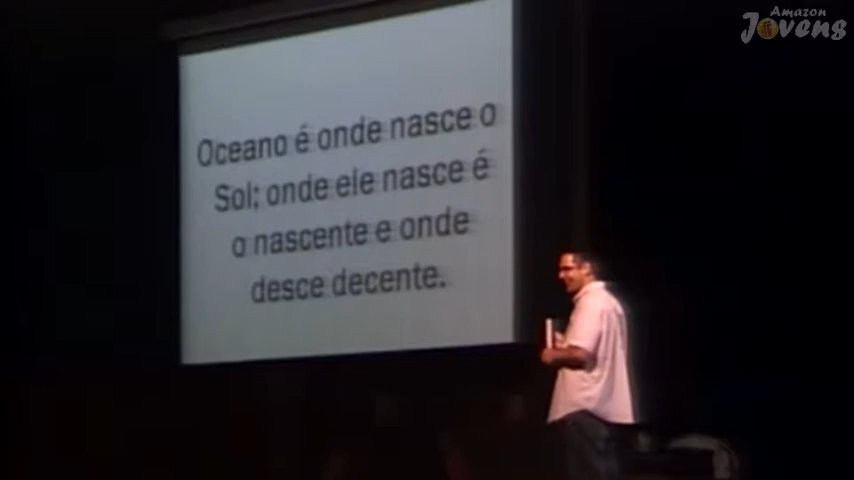 Amazon
Jovens
Oceano é onde nasce o
Sol; onde ele nasce é
o nascente e onde
desce decente.